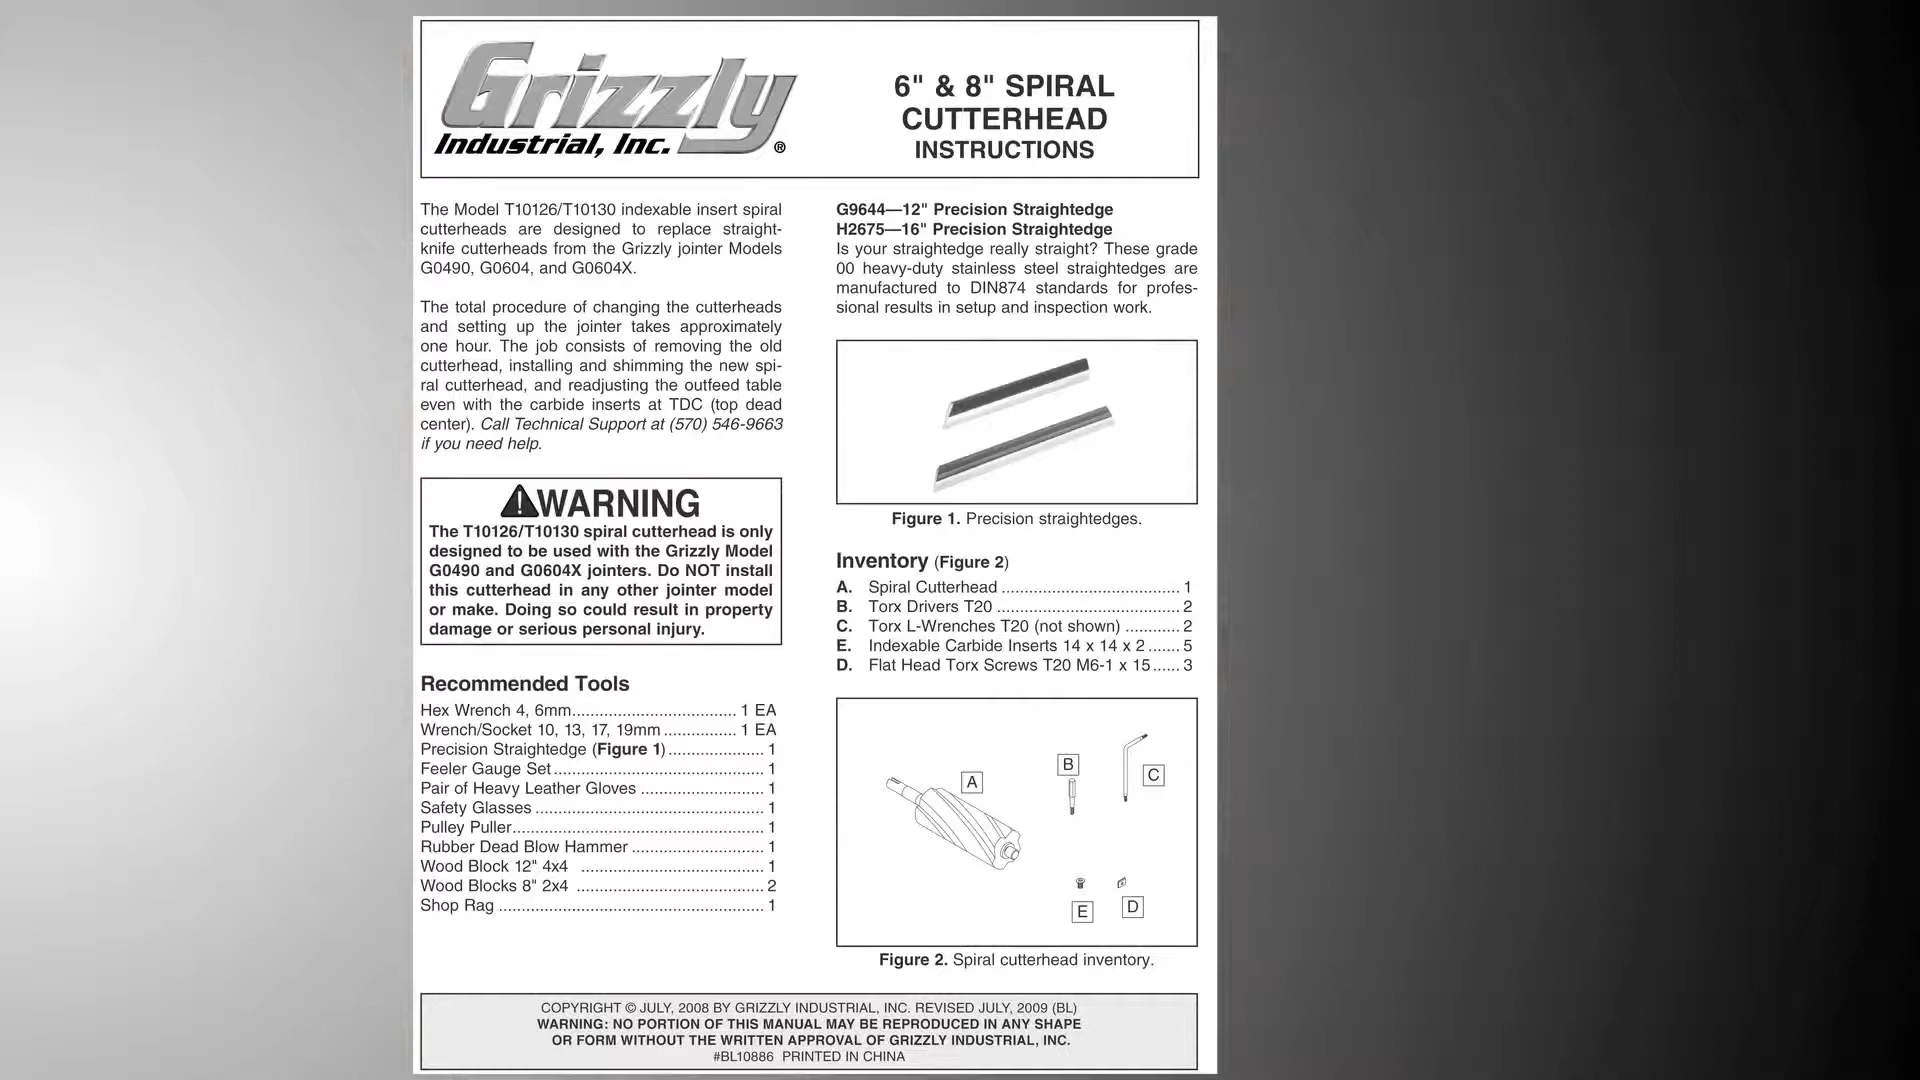 Grizzly
Industrial, Inc. ®
6" & 8" SPIRAL
CUTTERHEAD
INSTRUCTIONS
The Model T10126/T10130 indexable insert spiral
cutterheads are designed to replace straight-
knife cutterheads from the Grizzly jointer Models
G0490, G0604, and G0604X.
The total procedure of changing the cutterheads
and setting up the jointer takes approximately
one hour. The job consists of removing the old
cutterhead, installing and shimming the new spi-
ral cutterhead, and readjusting the outfeed table
even with the carbide inserts at TDC (top dead
center). Call Technical Support at (570) 546-9663
if you need help.
WARNING
The T10126/T10130 spiral cutterhead is only
designed to be used with the Grizzly Model
G0490 and G0604X jointers. Do NOT install
this cutterhead in any other jointer model
or make. Doing so could result in property
damage or serious personal injury.
Recommended Tools
Hex Wrench 4, 6mm.................................... 1 EA
Wrench/Socket 10, 13, 17, 19mm ................ 1 EA
Precision Straightedge (Figure 1) ..................... 1
Feeler Gauge Set.............................................. 1
Pair of Heavy Leather Gloves ........................... 1
Safety Glasses .................................................. 1
Pulley Puller....................................................... 1
Rubber Dead Blow Hammer ............................. 1
Wood Block 12" 4x4 ........................................ 1
Wood Blocks 8" 2x4 ......................................... 2
Shop Rag .......................................................... 1
G9644—12" Precision Straightedge
H2675—16" Precision Straightedge
Is your straightedge really straight? These grade
00 heavy-duty stainless steel straightedges are
manufactured to DIN874 standards for profes-
sional results in setup and inspection work.
Figure 1. Precision straightedges.
Inventory (Figure 2)
A. Spiral Cutterhead ....................................... 1
B. Torx Drivers T20 ........................................ 2
C. Torx L-Wrenches T20 (not shown) ............ 2
E. Indexable Carbide Inserts 14 x 14 x 2 ....... 5
D. Flat Head Torx Screws T20 M6-1 x 15 ...... 3
A
B
C
E
D
Figure 2. Spiral cutterhead inventory.
COPYRIGHT © JULY, 2008 BY GRIZZLY INDUSTRIAL, INC. REVISED JULY, 2009 (BL)
WARNING: NO PORTION OF THIS MANUAL MAY BE REPRODUCED IN ANY SHAPE
OR FORM WITHOUT THE WRITTEN APPROVAL OF GRIZZLY INDUSTRIAL, INC.
#BL10886 PRINTED IN CHINA